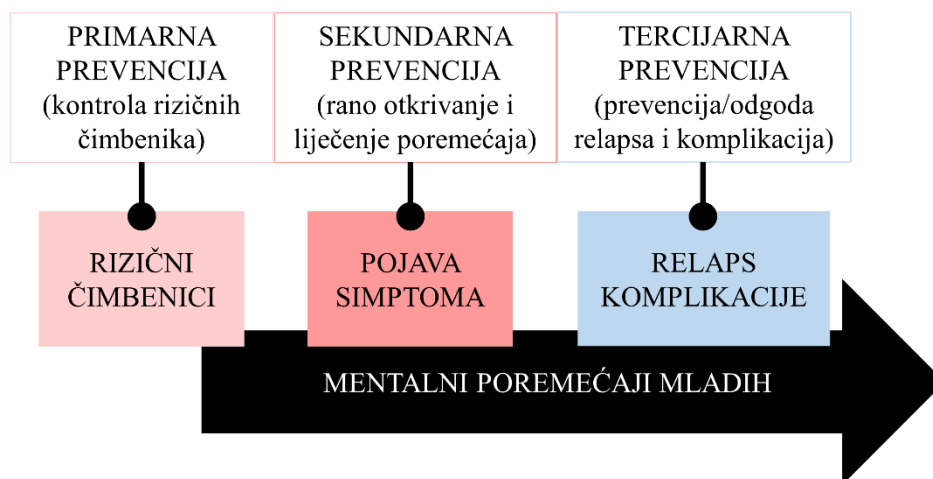 PRIMARNA
PREVENCIJA
(kontrola rizičnih
čimbenika)
SEKUNDARNA
PREVENCIJA
(rano otkrivanje i
liječenje poremećaja)
TERCIJARNA
PREVENCIJA
(prevencija/odgoda
relapsa i komplikacija)
RIZIČNI
ČIMBENICI
POJAVA
SIMPTOMA
RELAPS
KOMPLIKACIJE
MENTALNI POREMEĆAJI MLADIH